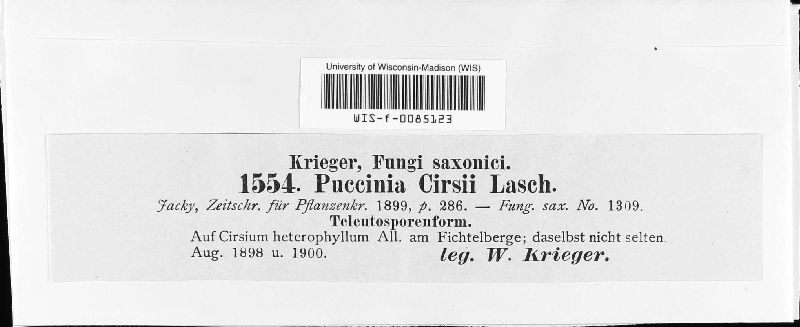 University of Wisconsin-Madison (WIS)
WIS-f-0085123
Krieger, Fungi saxonici.
1554. Puccinia Cirsii Lasch.
Jacky, Zeitschr. für Pflanzenkr. 1899, p. 286. — Fung. sax. No. 1309.
Teleutosporenform.
Auf Cirsium heterophyllum All. am Fichtelberge; daselbst nicht selten.
Aug. 1898 u. 1900. leg. W. Krieger.